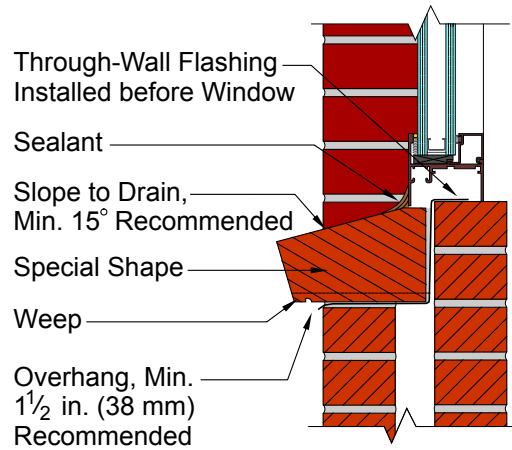 Through-Wall Flashing
Installed before Window
Sealant
Slope to Drain,
Min. 15° Recommended
Special Shape
Weep
Overhang, Min.
1½ in. (38 mm)
Recommended